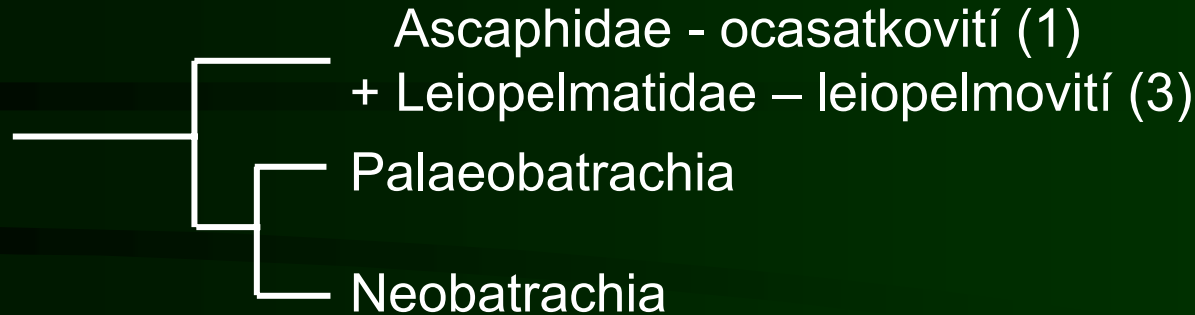 Ascaphidae - ocasatkovití (1)
+ Leiopelmatidae – leiopelmovití (3)
Palaeobatrachia
Neobatrachia